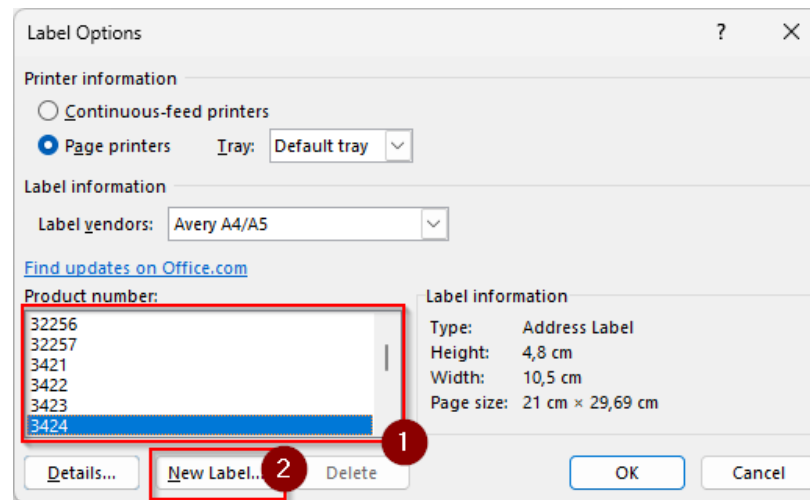 Label Options ? ✕
Printer information
Continuous-feed printers
Page printers Tray: Default tray
Label information
Label vendors: Avery A4/A5
Find updates on Office.com
Product number:
32256
32257
3421
3422
3423
3424
1
Label information
Type: Address Label
Height: 4,8 cm
Width: 10,5 cm
Page size: 21 cm × 29,69 cm
Details... New Label... 2 Delete OK Cancel